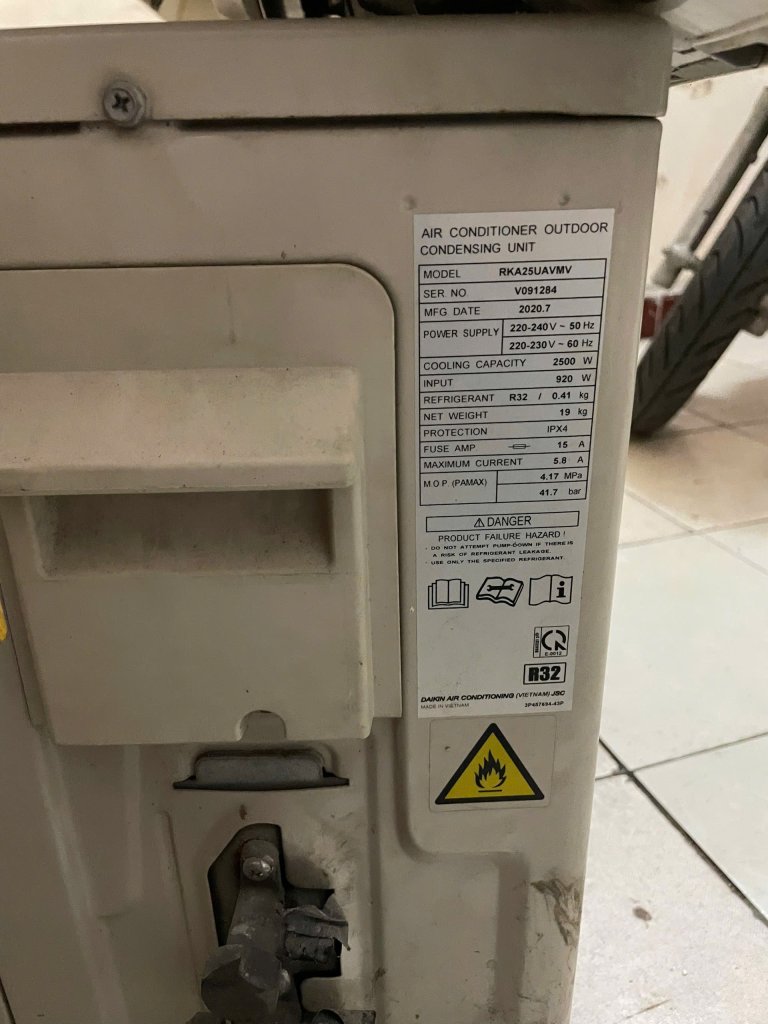 AIR CONDITIONER OUTDOOR
CONDENSING UNIT
MODEL RKA25UAVMV
SER NO. V091284
MFG DATE 2020.7
POWER SUPPLY 220-240V ~ 50 Hz
220-230V ~ 60 Hz
COOLING CAPACITY 2500 W
INPUT 920 W
REFRIGERANT R32 / 0.41 kg
NET WEIGHT 19 kg
PROTECTION IPX4
FUSE AMP 15 A
MAXIMUM CURRENT 5.8 A
M.O.P. (PAMAX) 4.17 MPa
41.7 bar
⚠ DANGER
PRODUCT FAILURE HAZARD !
· DO NOT ATTEMPT PUMP-DOWN IF THERE IS
A RISK OF REFRIGERANT LEAKAGE.
· USE ONLY THE SPECIFIED REFRIGERANT.
i
R32
DAIKIN AIR CONDITIONING (VIETNAM) JSC
MADE IN VIETNAM 3P487694-43P